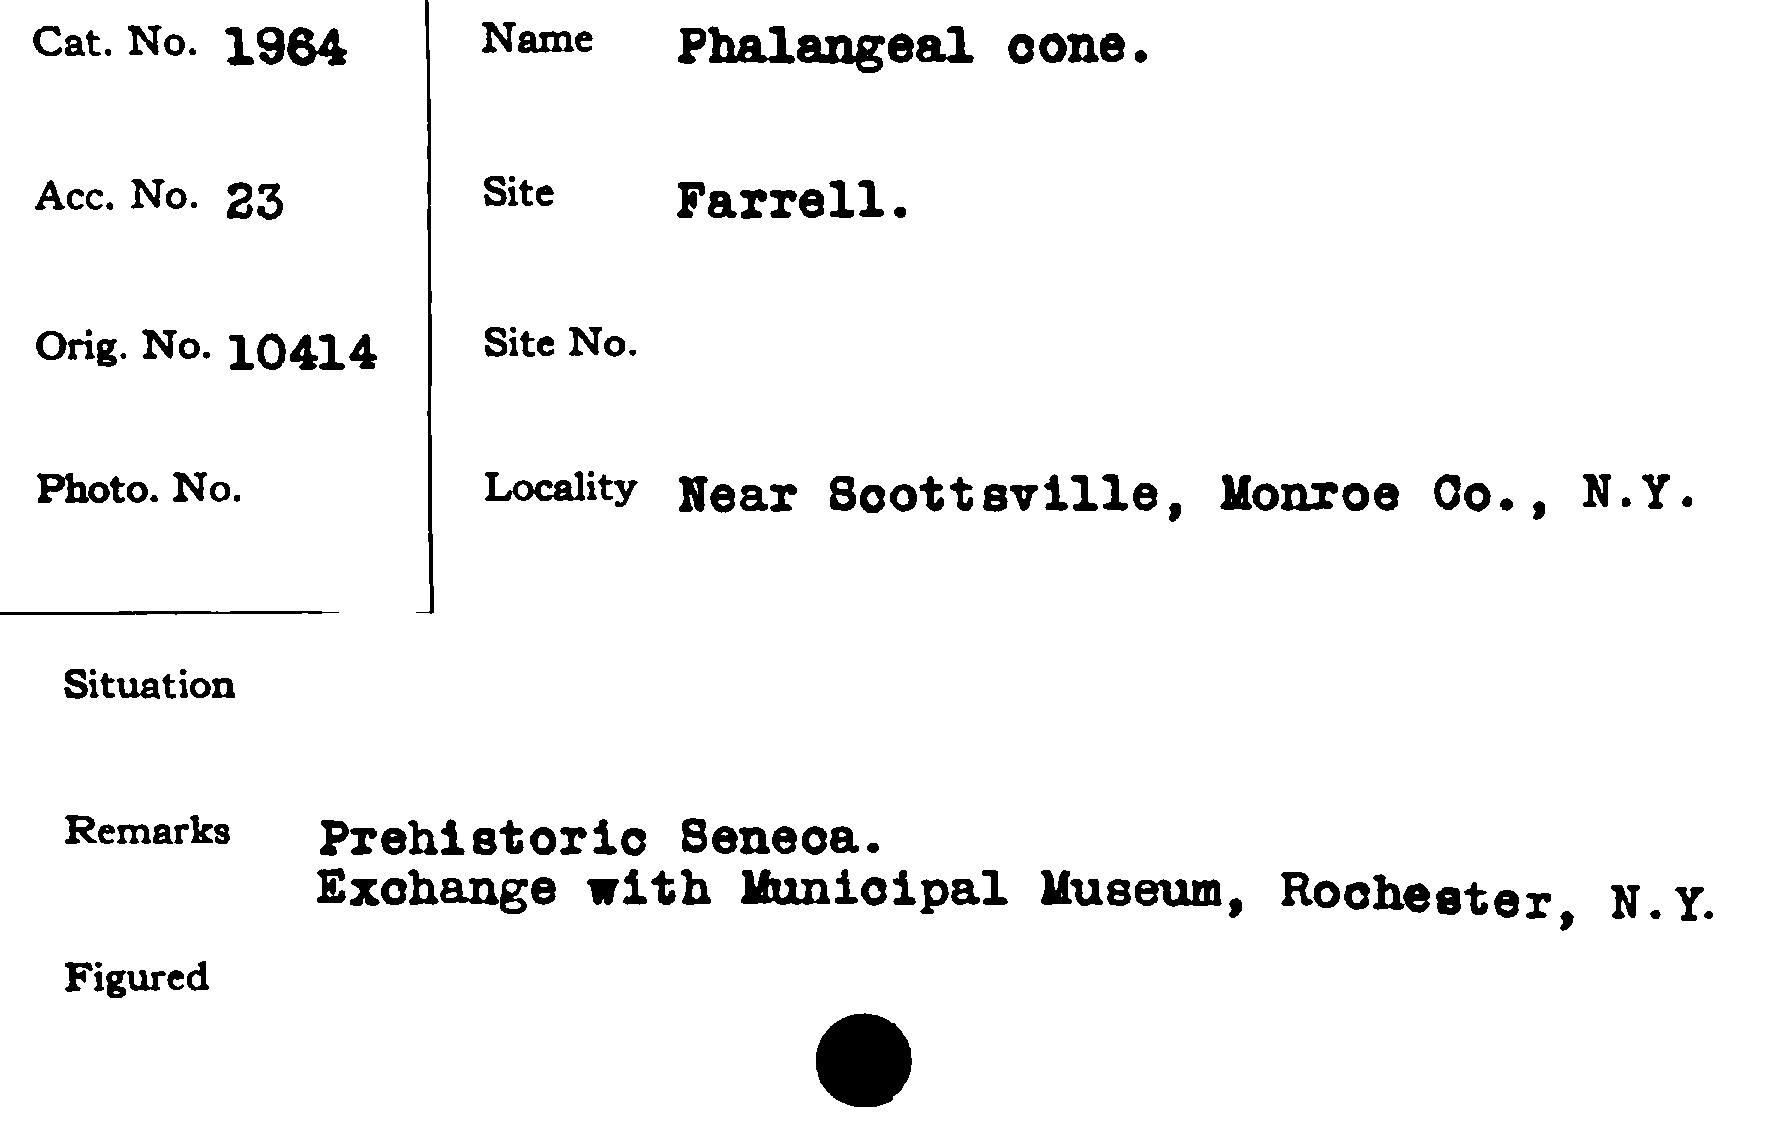 Cat. No. 1964
Name Phalangeal cone.
Acc. No. 23
Site Farrell.
Orig. No. 10414
Site No.
Photo. No.
Locality Near Scottsville, Monroe Co., N.Y.
Situation
Remarks Prehistoric Seneca.
Exchange with Municipal Museum, Rochester, N.Y.
Figured